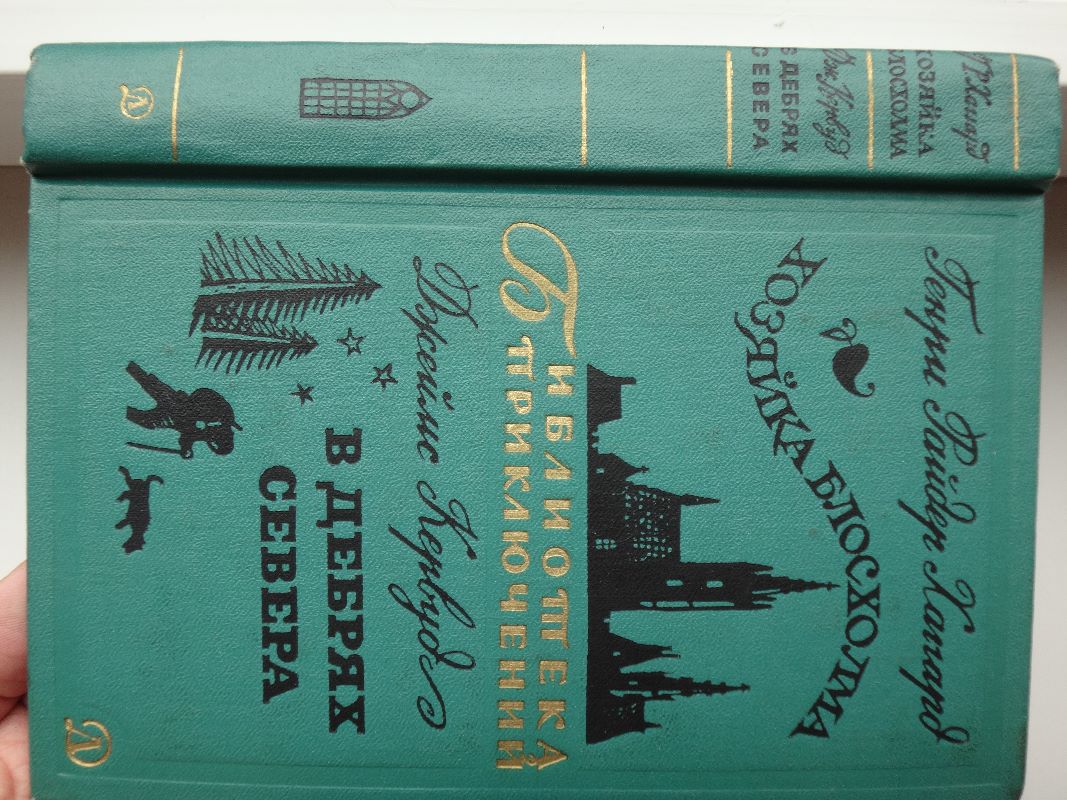 Генри Райдер Хаггард
ХОЗЯЙКА БЛОСХОЛМА
БИБЛИОТЕКА
ПРИКЛЮЧЕНИЙ
Джеймс Кервуд
В ДЕБРЯХ
СЕВЕРА
Г.Р. Хаггард
ХОЗЯЙКА
БЛОСХОЛМА
Дж. Кервуд
В ДЕБРЯХ
СЕВЕРА